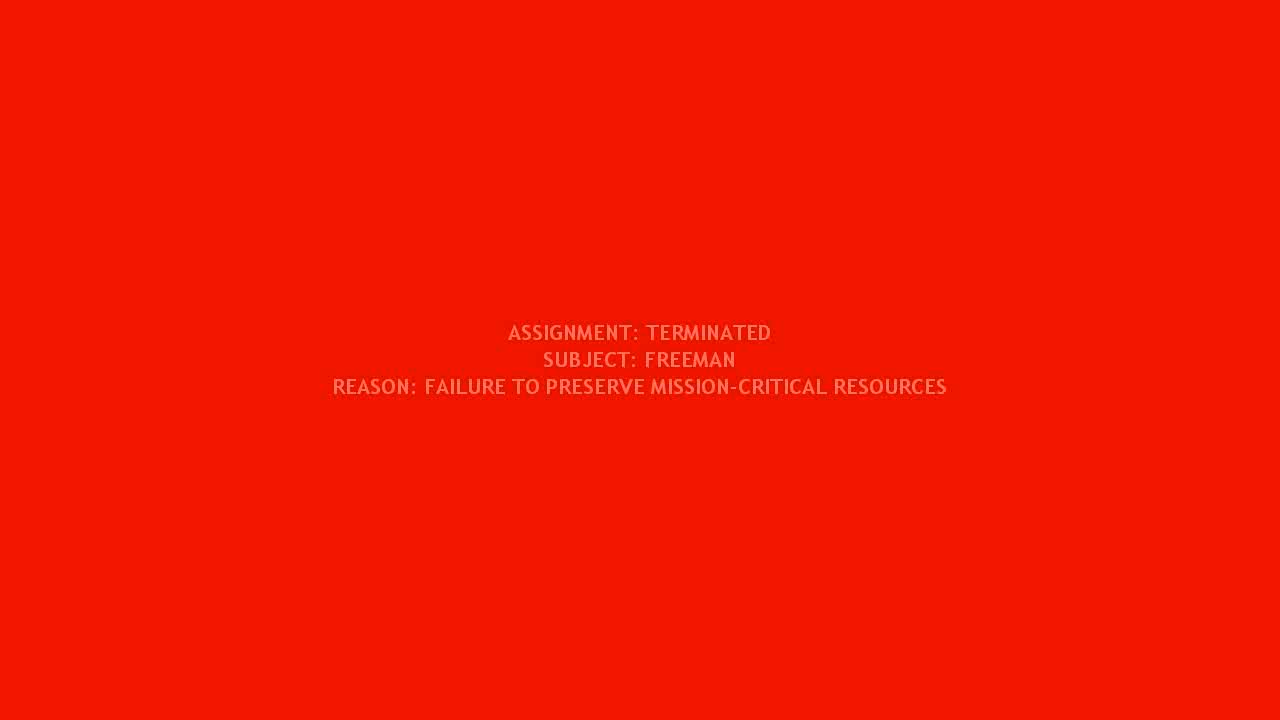 ASSIGNMENT: TERMINATED
SUBJECT: FREEMAN
REASON: FAILURE TO PRESERVE MISSION-CRITICAL RESOURCES